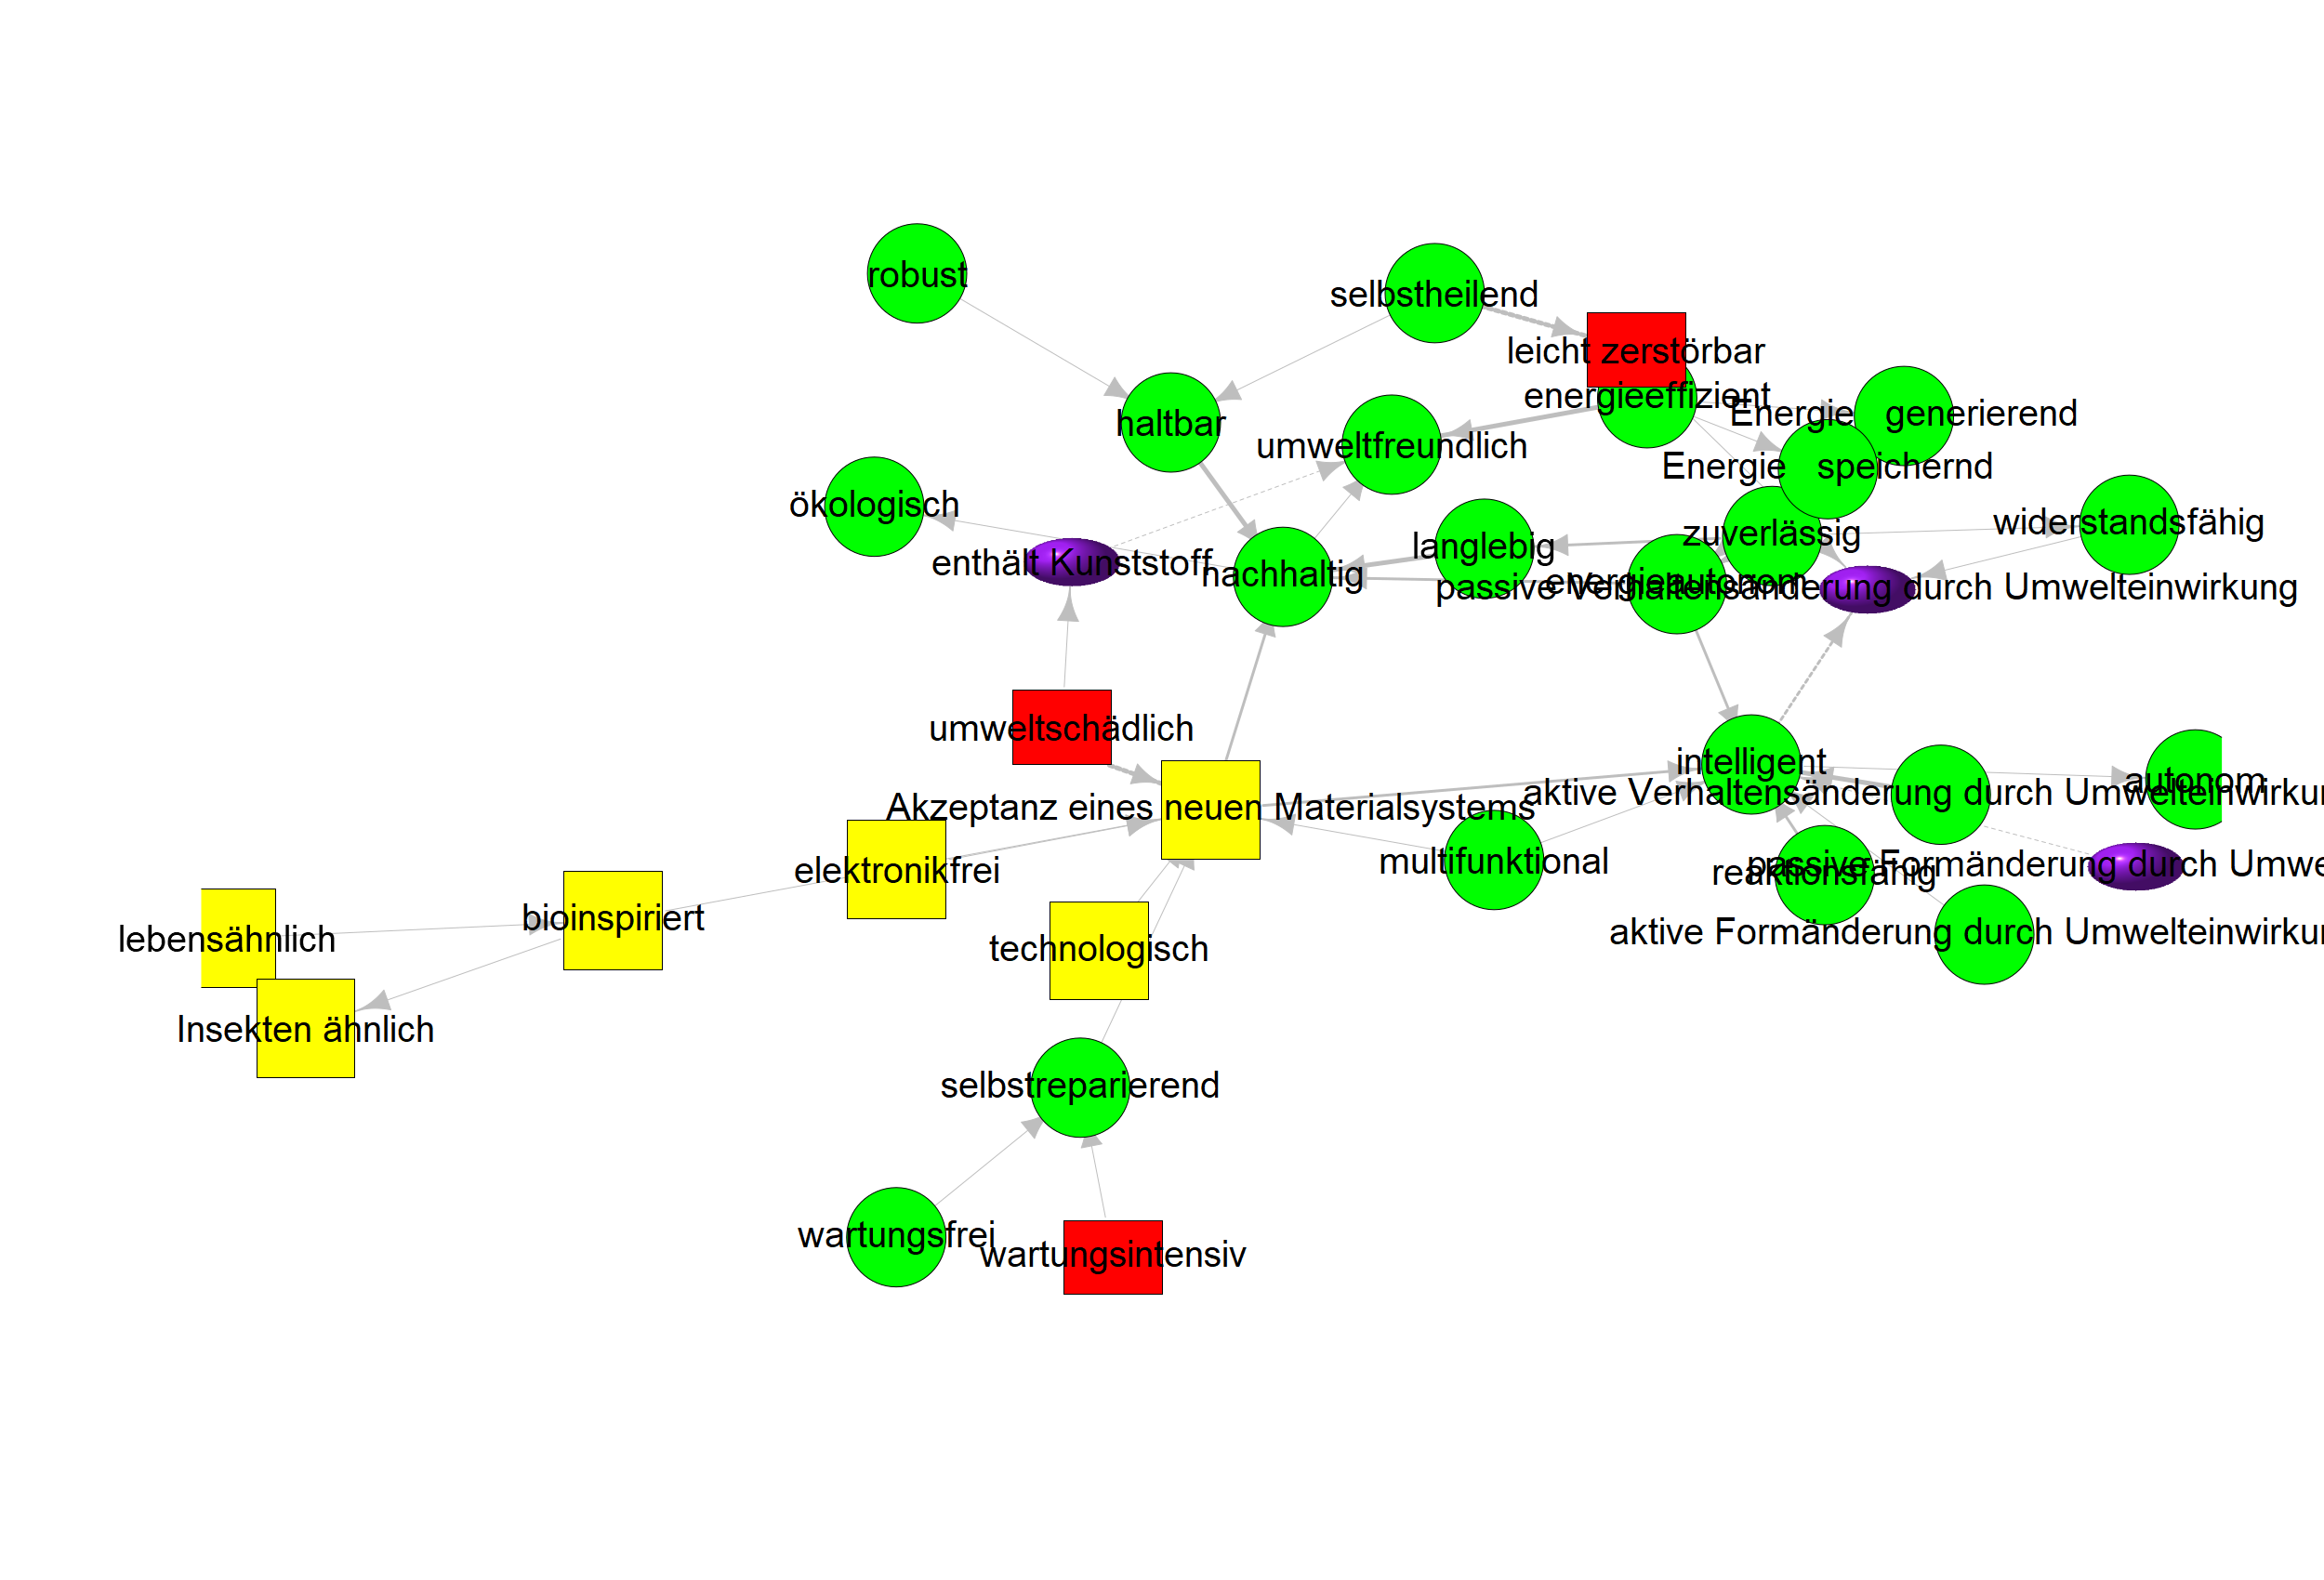 robust
selbstheilend
leicht zerstörbar
energieeffizient
Energie generierend
haltbar
umweltfreundlich
Energie speichernd
ökologisch
widerstandsfähig
zuverlässig
langlebig
enthält Kunststoff
nachhaltig
energieautonom
passive Verhaltensänderung durch Umwelteinwirkung
umweltschädlich
intelligent
autonom
aktive Verhaltensänderung durch Umwelteinwirkun
Akzeptanz eines neuen Materialsystems
multifunktional
passive Formänderung durch Umwe
reaktionsfähig
elektronikfrei
bioinspiriert
aktive Formänderung durch Umwelteinwirkun
lebensähnlich
technologisch
Insekten ähnlich
selbstreparierend
wartungsfrei
wartungsintensiv